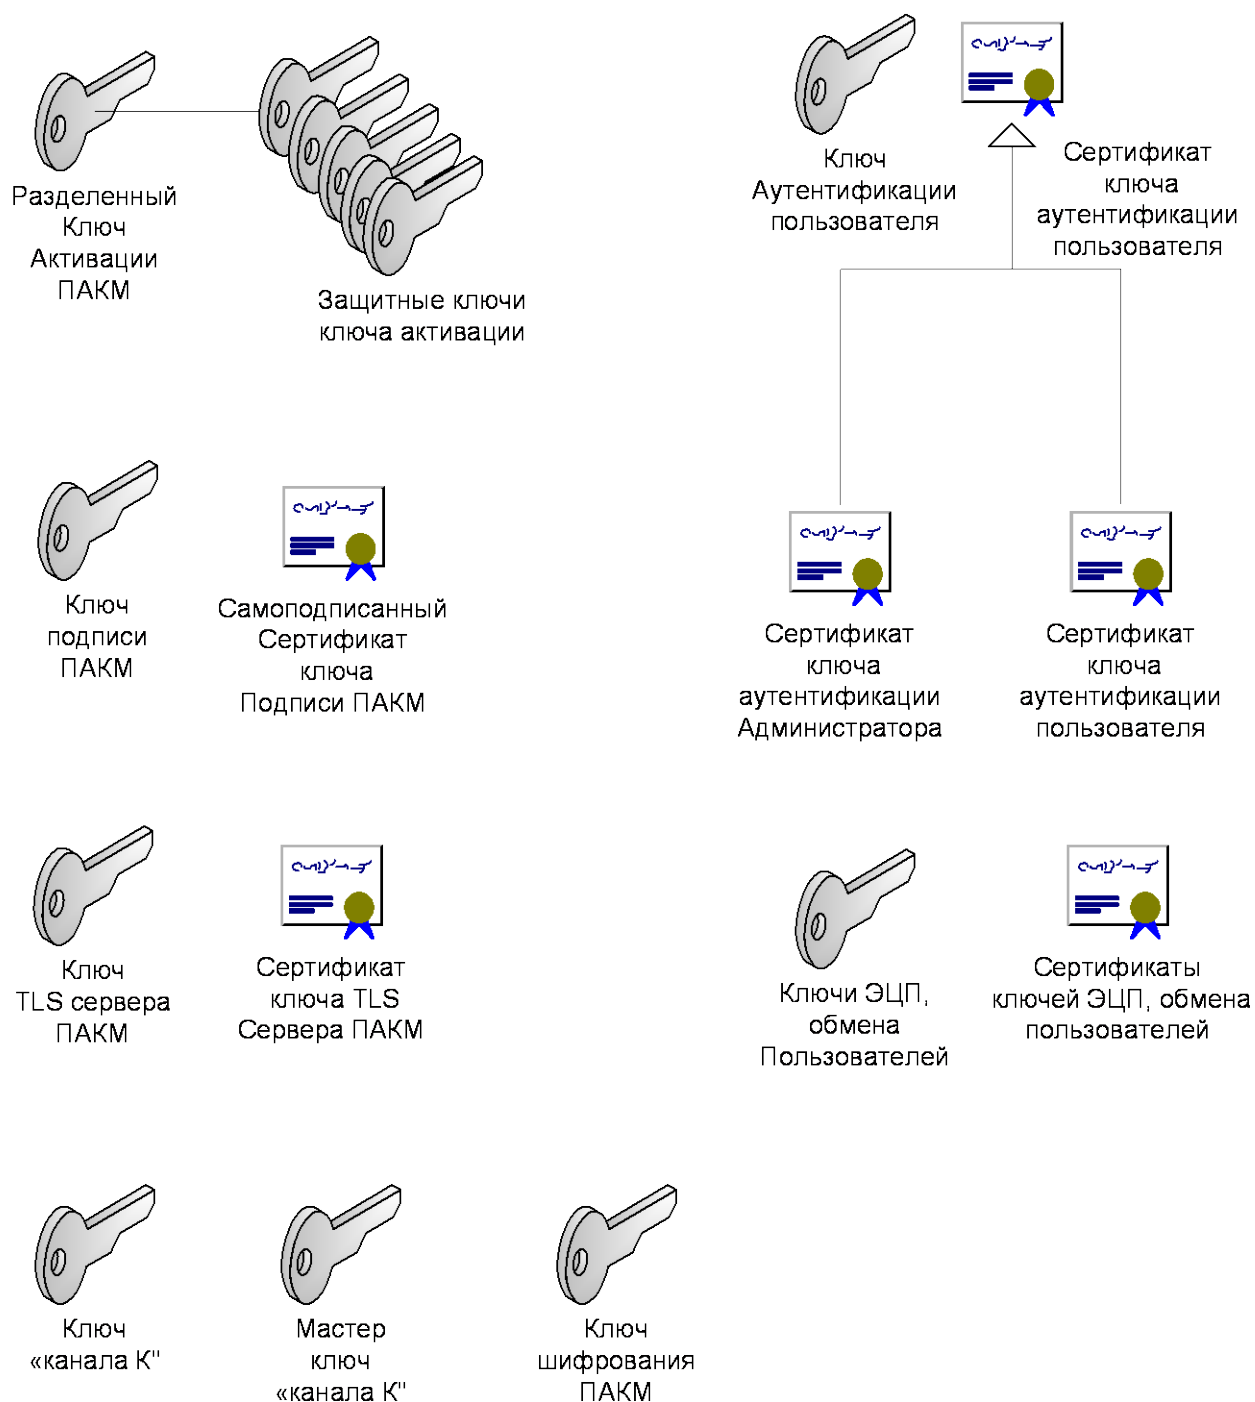 Разделенный
Ключ
Активации
ПАКМ
Защитные ключи
ключа активации
Ключ
Аутентификации
пользователя
Сертификат
ключа
аутентификации
пользователя
Ключ
подписи
ПАКМ
Самоподписанный
Сертификат
ключа
Подписи ПАКМ
Сертификат
ключа
аутентификации
Администратора
Сертификат
ключа
аутентификации
пользователя
Ключ
TLS сервера
ПАКМ
Сертификат
ключа TLS
Сервера ПАКМ
Ключи ЭЦП,
обмена
Пользователей
Сертификаты
ключей ЭЦП, обмена
пользователей
Ключ
«канала К"
Мастер
ключ
«канала К"
Ключ
шифрования
ПАКМ